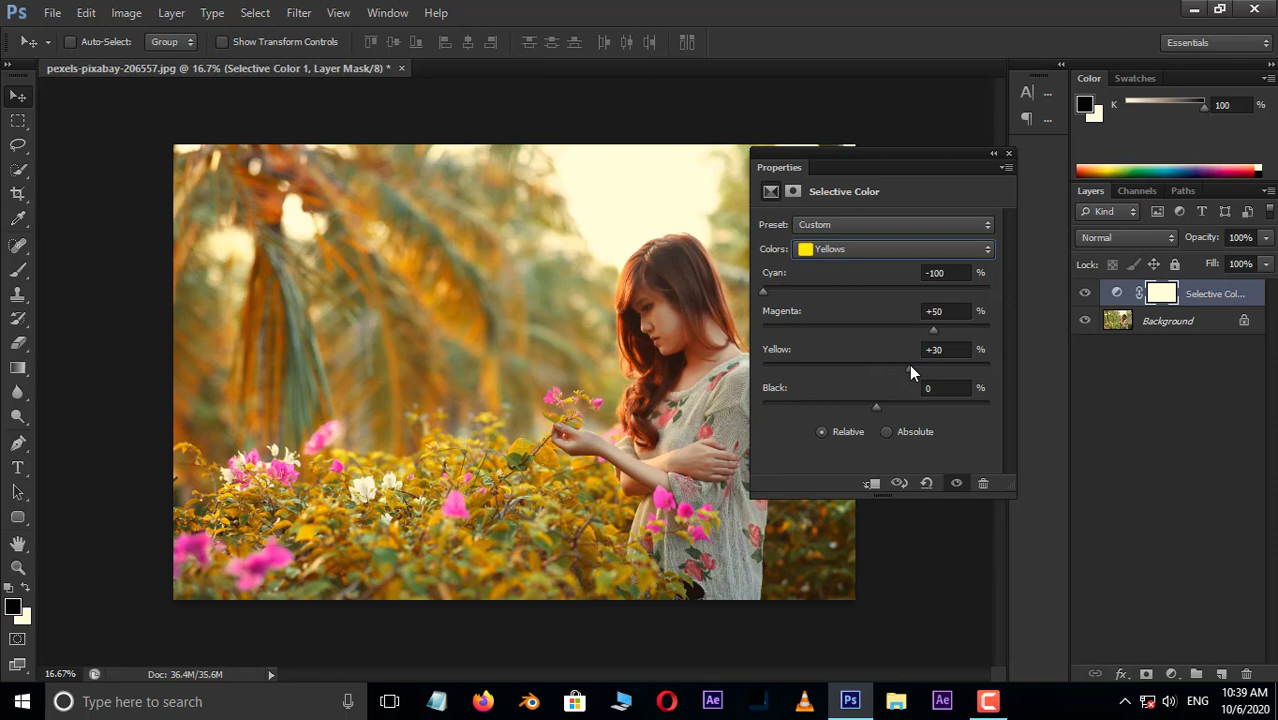 Ps File Edit Image Layer Type Select Filter View Window Help
Auto-Select: Group Show Transform Controls Essentials
pexels-pixabay-206557.jpg @ 16.7% (Selective Color 1, Layer Mask/8) * ×
Color Swatches
K 100 %
Properties
Selective Color
Preset: Custom
Colors: Yellows
Cyan: -100 %
Magenta: +50 %
Yellow: +30 %
Black: 0 %
Relative Absolute
Layers Channels Paths
Kind
Normal Opacity: 100%
Lock: Fill: 100%
Selective Col...
Background
16.67% Doc: 36.4M/35.6M
Type here to search
Ae Ps Ae
ENG
10:39 AM
10/6/2020